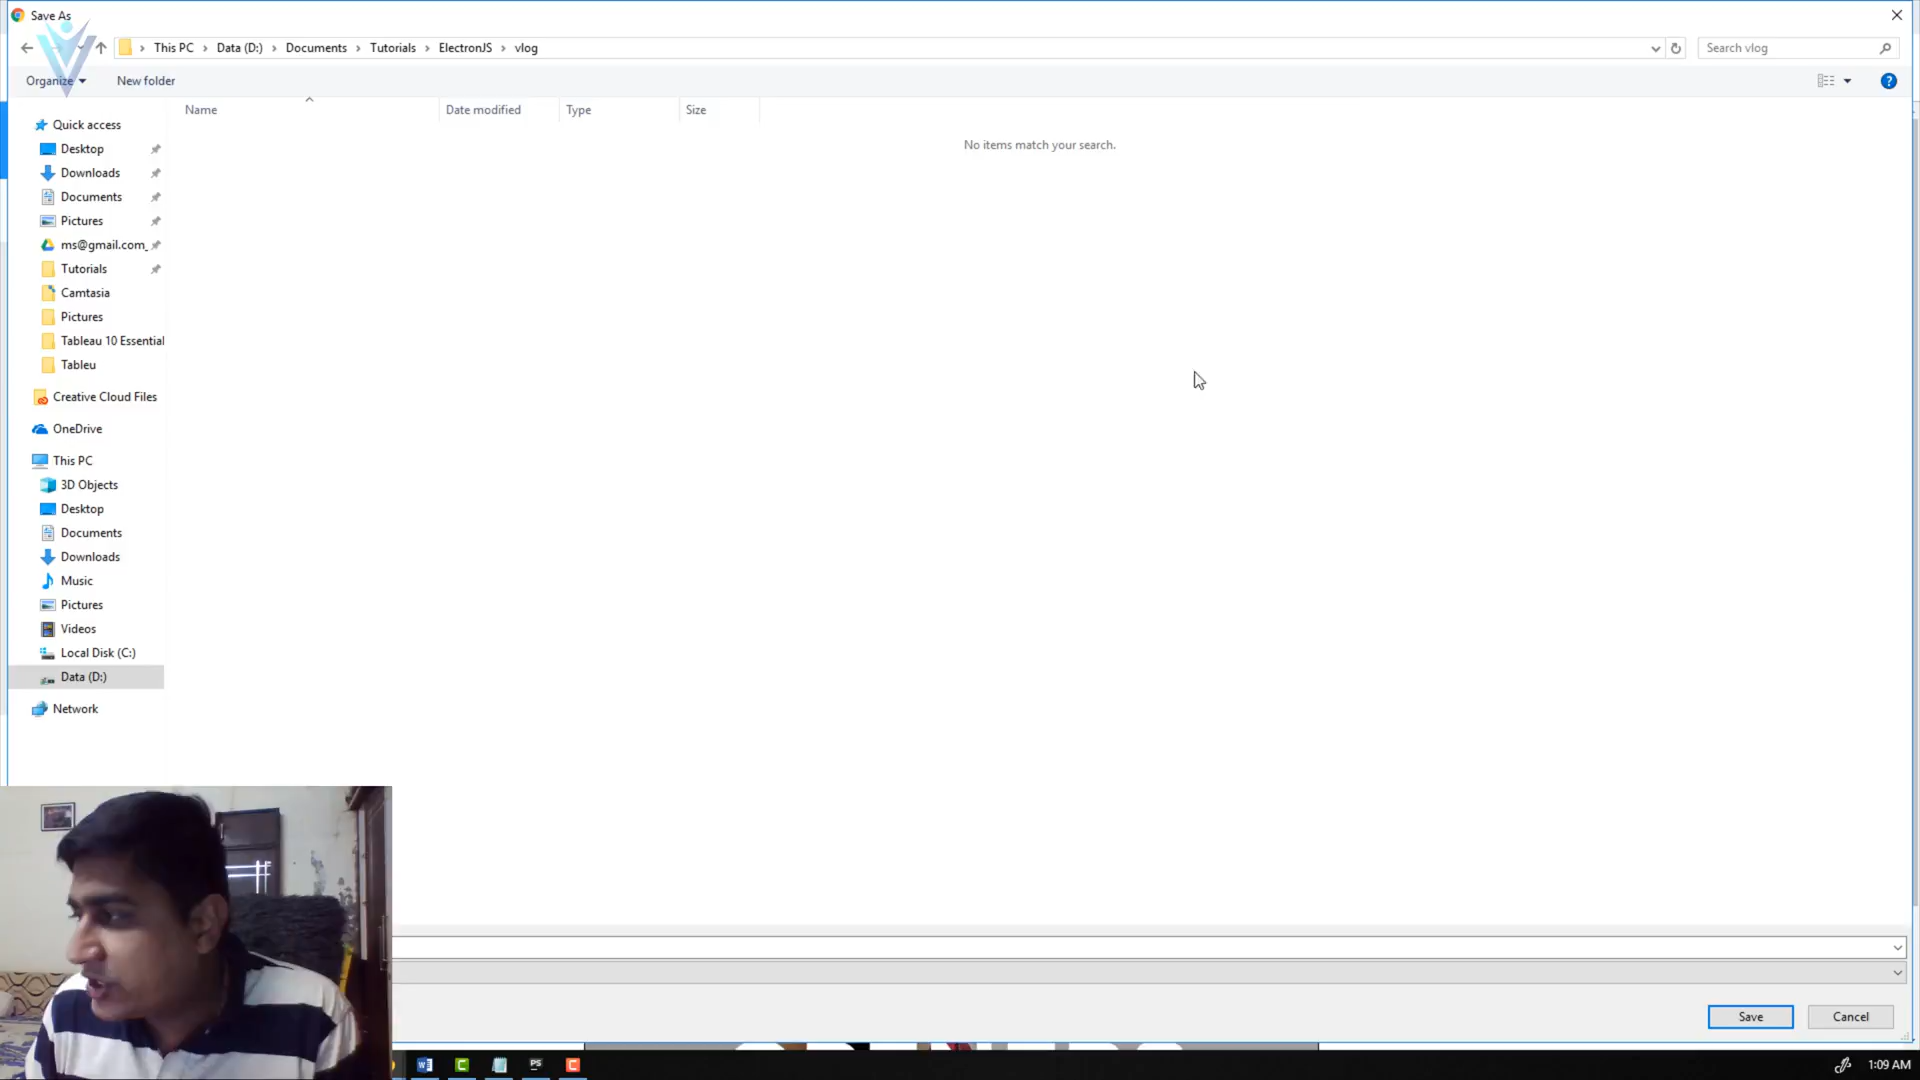 Save As
This PC > Data (D:) > Documents > Tutorials > ElectronJS > vlog
Search vlog
Organize
New folder
Name
Date modified
Type
Size
No items match your search.
Quick access
Desktop
Downloads
Documents
Pictures
ms@gmail.com_
Tutorials
Camtasia
Pictures
Tableau 10 Essential
Tableu
Creative Cloud Files
OneDrive
This PC
3D Objects
Desktop
Documents
Downloads
Music
Pictures
Videos
Local Disk (C:)
Data (D:)
Network
Save
Cancel
1:09 AM